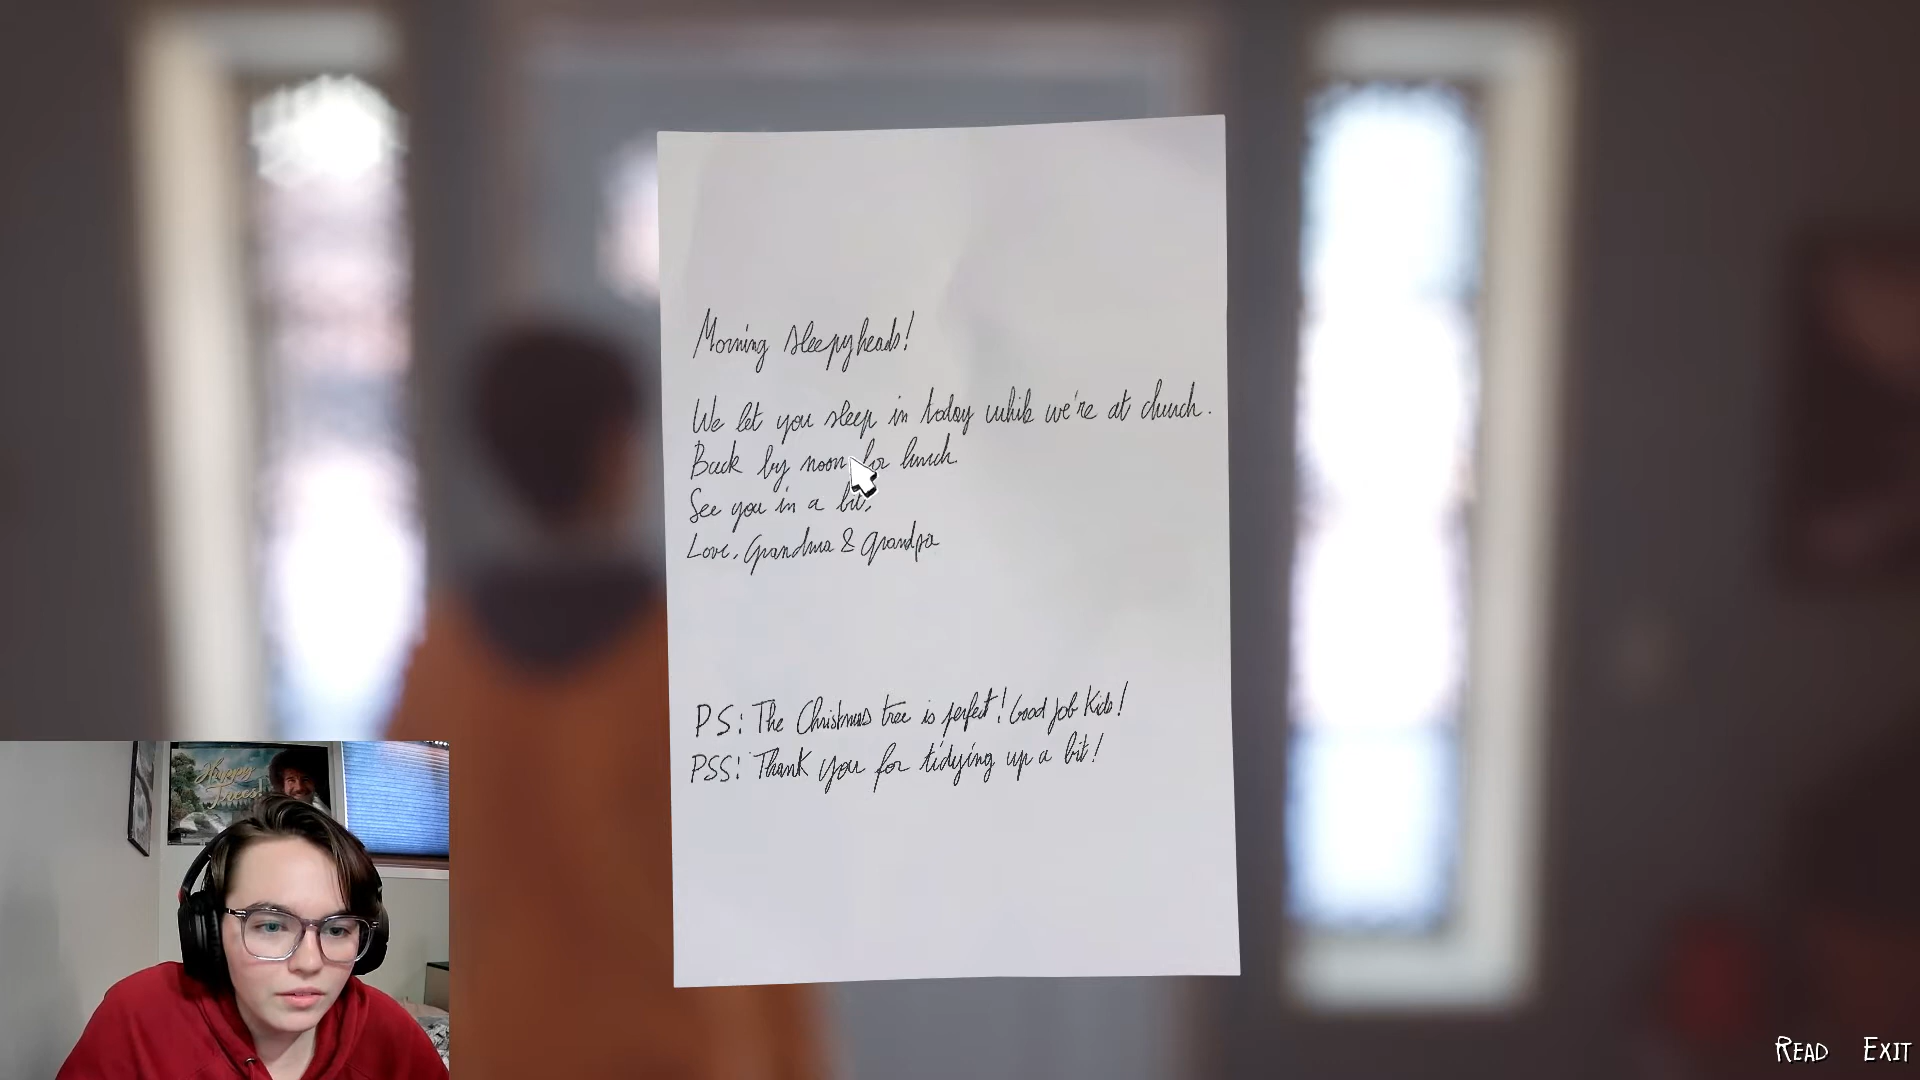 Morning sleepyheads!
We let you sleep in today while we're at church.
Back by noon for lunch.
See you in a bit,
Love, Grandma & Grandpa
PS: The Christmas tree is perfect! Good job Kids!
PSS: Thank you for tidying up a bit!
Happy
Trees!
READ EXIT